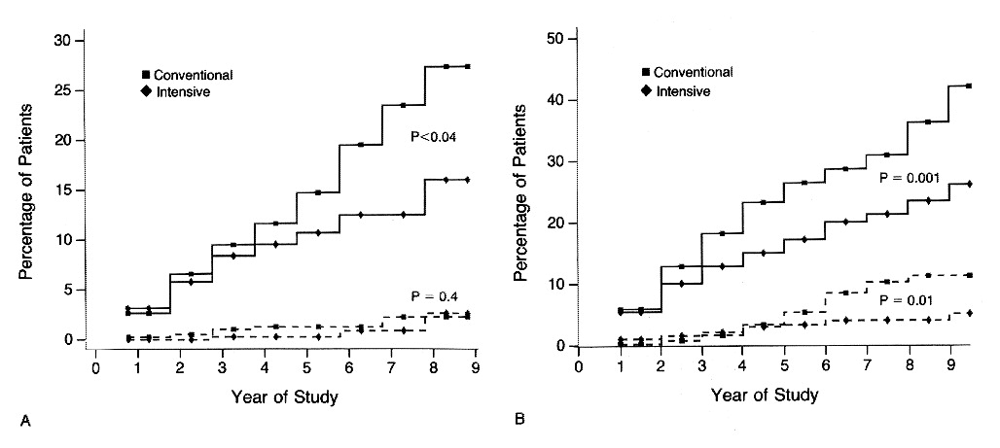 30
25
20
15
10
5
0
Percentage of Patients
Conventional
Intensive
P<0.04
P = 0.4
0 1 2 3 4 5 6 7 8 9
Year of Study
A
50
40
30
20
10
0
Percentage of Patients
Conventional
Intensive
P = 0.001
P = 0.01
0 1 2 3 4 5 6 7 8 9
Year of Study
B